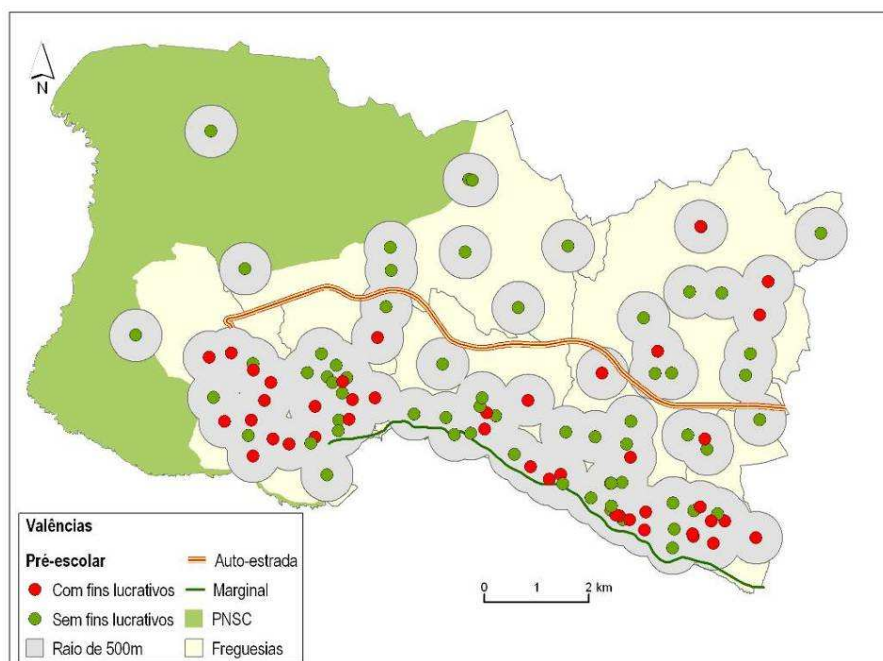 N
Valências
Pré-escolar
Com fins lucrativos
Sem fins lucrativos
Raio de 500m
Auto-estrada
Marginal
PNSC
Freguesias
0 1 2 km